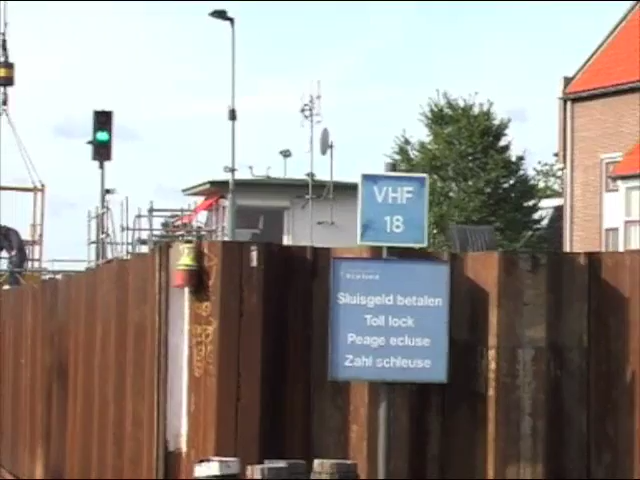 VHF
18
Sluisgeld betalen
Toll lock
Peage ecluse
Zahl schleuse